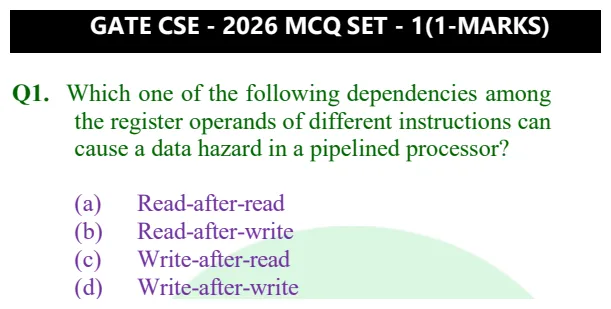 GATE CSE - 2026 MCQ SET - 1(1-MARKS)
Q1. Which one of the following dependencies among
the register operands of different instructions can
cause a data hazard in a pipelined processor?
(a) Read-after-read
(b) Read-after-write
(c) Write-after-read
(d) Write-after-write